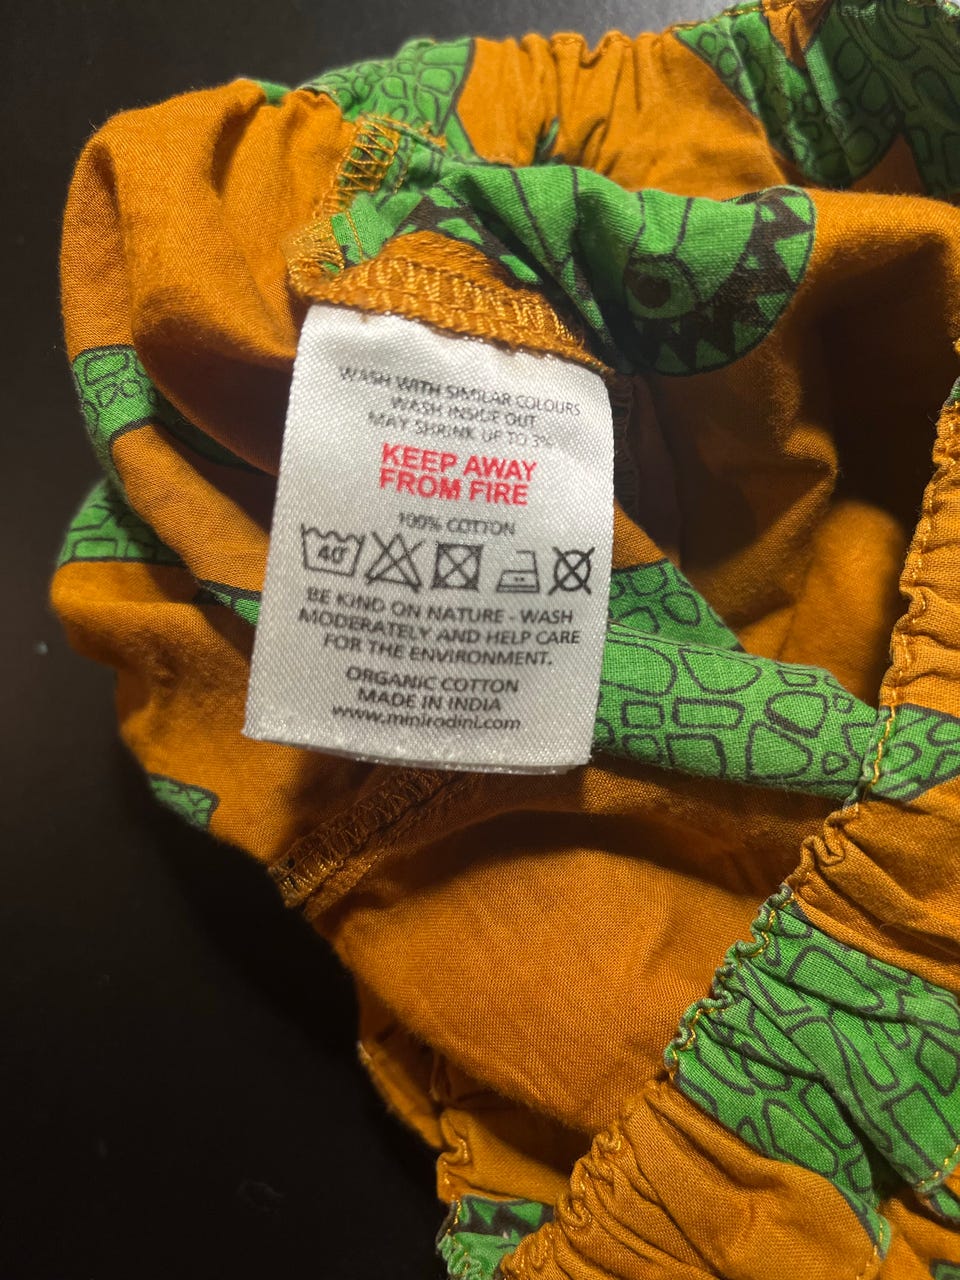 WASH WITH SIMILAR COLOURS
WASH INSIDE OUT
MAY SHRINK UP TO 3%
KEEP AWAY
FROM FIRE
100% COTTON
40°
BE KIND ON NATURE - WASH
MODERATELY AND HELP CARE
FOR THE ENVIRONMENT.
ORGANIC COTTON
MADE IN INDIA
www.minirodini.com